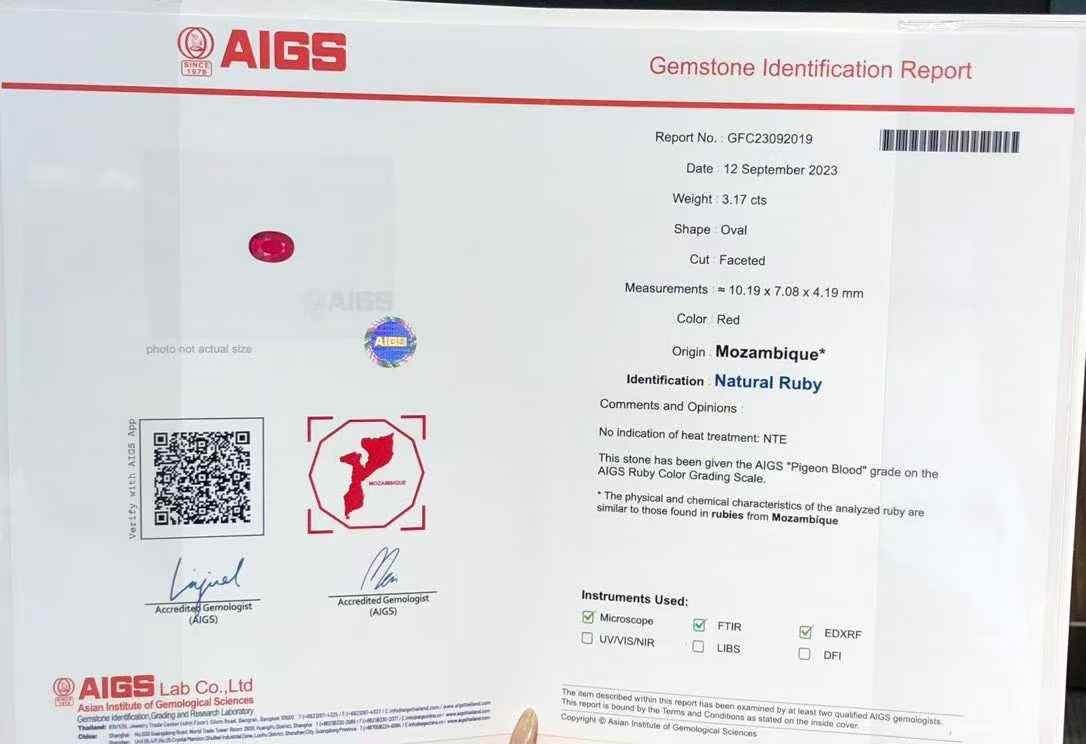 SINCE
1978
AIGS
Gemstone Identification Report
Report No. : GFC23092019
Date : 12 September 2023
Weight : 3.17 cts
Shape : Oval
Cut : Faceted
Measurements : ≈ 10.19 x 7.08 x 4.19 mm
Color : Red
Origin : Mozambique*
Identification : Natural Ruby
Comments and Opinions :
No indication of heat treatment: NTE
This stone has been given the AIGS "Pigeon Blood" grade on the
AIGS Ruby Color Grading Scale.
* The physical and chemical characteristics of the analyzed ruby are
similar to those found in rubies from Mozambique
AIGS
AIGS
photo not actual size
Verify with AIGS App
MOZAMBIQUE
Accredited Gemologist
(AIGS)
Accredited Gemologist
(AIGS)
Instruments Used:
Microscope
FTIR
EDXRF
UV/VIS/NIR
LIBS
DFI
AIGS Lab Co.,Ltd
Asian Institute of Gemological Sciences
Gemstone Identification,Grading and Research Laboratory
Thailand:
China:
The item described within this report has been examined by at least two qualified AIGS gemologists.
This report is bound by the Terms and Conditions as stated on the inside cover.
Copyright © Asian Institute of Gemological Sciences